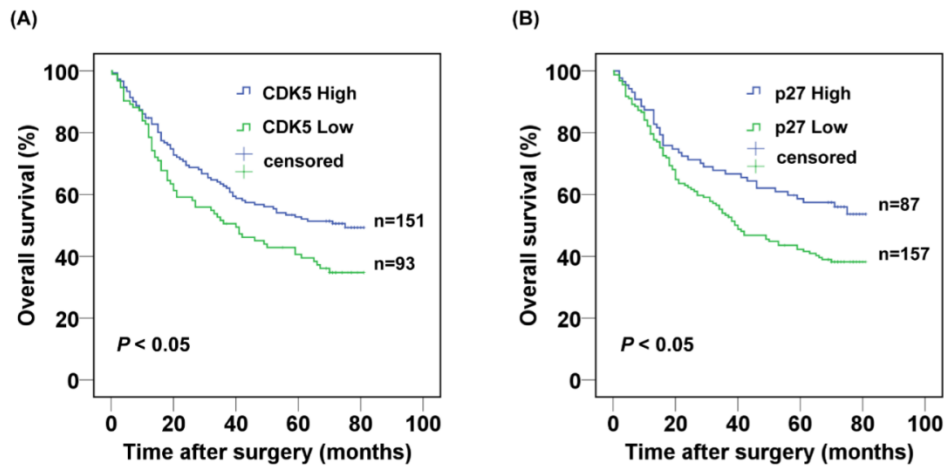 (A)
Overall survival (%)
100
80
60
40
20
0
CDK5 High
CDK5 Low
censored
n=151
n=93
P < 0.05
0 20 40 60 80 100
Time after surgery (months)
(B)
Overall survival (%)
100
80
60
40
20
0
p27 High
p27 Low
censored
n=87
n=157
P < 0.05
0 20 40 60 80 100
Time after surgery (months)